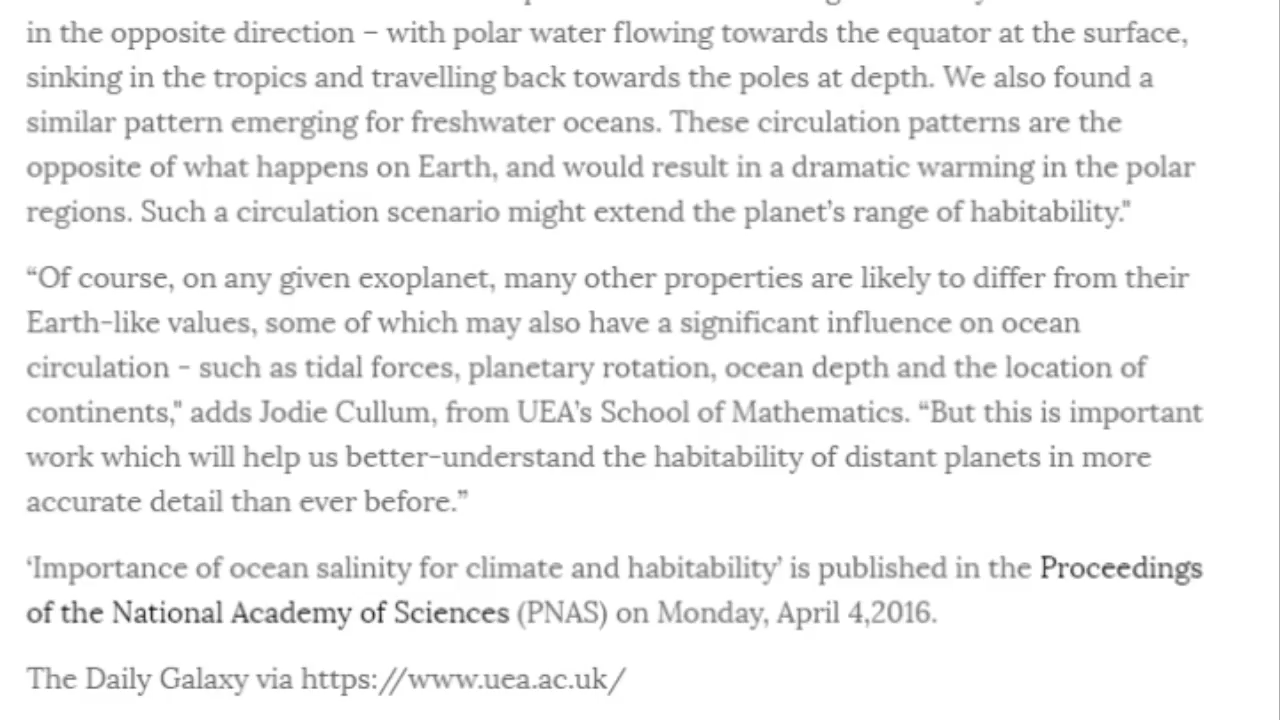 in the opposite direction – with polar water flowing towards the equator at the surface,
sinking in the tropics and travelling back towards the poles at depth. We also found a
similar pattern emerging for freshwater oceans. These circulation patterns are the
opposite of what happens on Earth, and would result in a dramatic warming in the polar
regions. Such a circulation scenario might extend the planet’s range of habitability."
“Of course, on any given exoplanet, many other properties are likely to differ from their
Earth-like values, some of which may also have a significant influence on ocean
circulation – such as tidal forces, planetary rotation, ocean depth and the location of
continents," adds Jodie Cullum, from UEA’s School of Mathematics. “But this is important
work which will help us better-understand the habitability of distant planets in more
accurate detail than ever before.”
‘Importance of ocean salinity for climate and habitability’ is published in the Proceedings
of the National Academy of Sciences (PNAS) on Monday, April 4,2016.
The Daily Galaxy via https://www.uea.ac.uk/